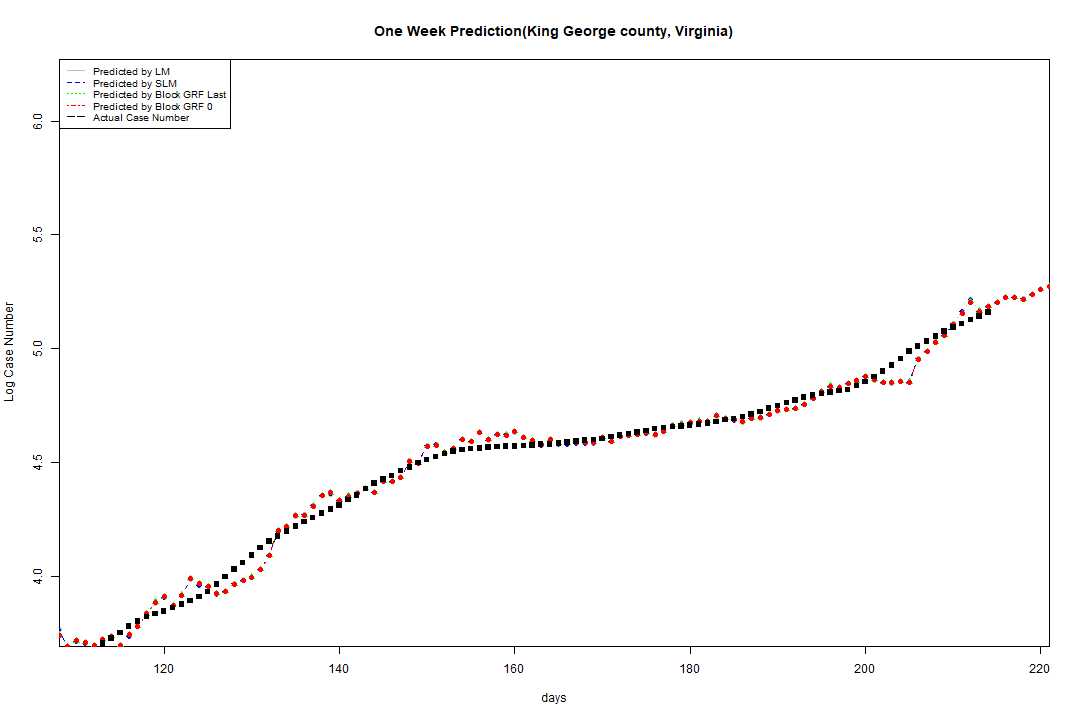 One Week Prediction(King George county, Virginia)
Predicted by LM
Predicted by SLM
Predicted by Block GRF Last
Predicted by Block GRF 0
Actual Case Number
6.0
5.5
5.0
4.5
4.0
Log Case Number
120 140 160 180 200 220
days